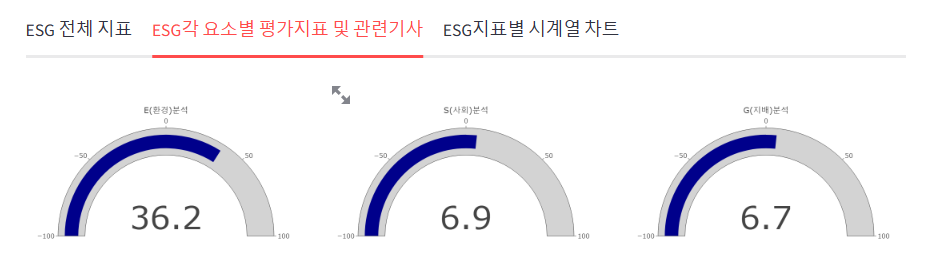 ESG 전체 지표 ESG각 요소별 평가지표 및 관련기사 ESG지표별 시계열 차트
E(환경)분석 S(사회)분석 G(지배)분석
0 0 0
−50 50 −50 50 −50 50
36.2 6.9 6.7
−100 100 −100 100 −100 100